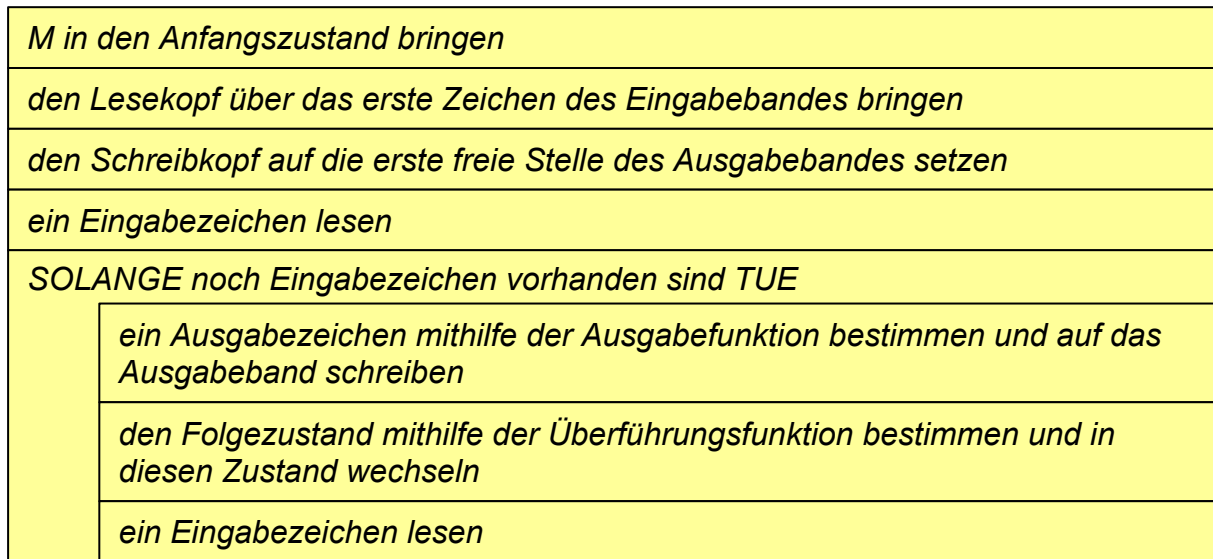 M in den Anfangszustand bringen
den Lesekopf über das erste Zeichen des Eingabebandes bringen
den Schreibkopf auf die erste freie Stelle des Ausgabebandes setzen
ein Eingabezeichen lesen
SOLANGE noch Eingabezeichen vorhanden sind TUE
ein Ausgabezeichen mithilfe der Ausgabefunktion bestimmen und auf das
Ausgabeband schreiben
den Folgezustand mithilfe der Überführungsfunktion bestimmen und in
diesen Zustand wechseln
ein Eingabezeichen lesen